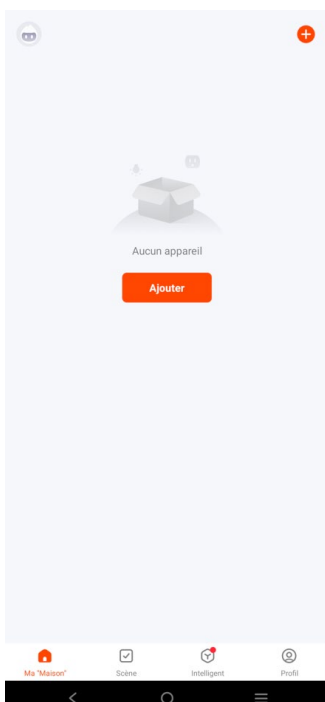 Aucun appareil
Ajouter
Ma "Maison"
Scène
Intelligent
Profil